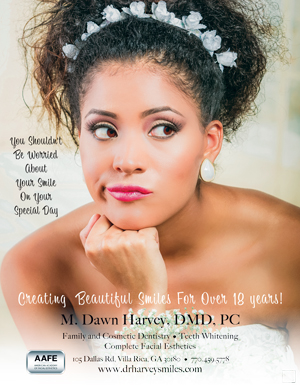 You Shouldn't
Be Worried
About
Your Smile
On Your
Special Day
Creating Beautiful Smiles For Over 18 years!
M. Dawn Harvey, DMD, PC
Family and Cosmetic Dentistry • Teeth Whitening
Complete Facial Esthetics
AAFE
105 Dallas Rd, Villa Rica, GA 30180 • 770.459.5778
www.drharveysmiles.com